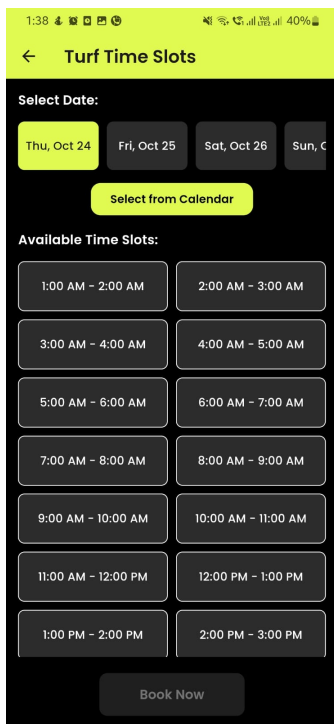 1:38 40%
← Turf Time Slots
Select Date:
Thu, Oct 24 Fri, Oct 25 Sat, Oct 26 Sun,
Select from Calendar
Available Time Slots:
1:00 AM - 2:00 AM 2:00 AM - 3:00 AM
3:00 AM - 4:00 AM 4:00 AM - 5:00 AM
5:00 AM - 6:00 AM 6:00 AM - 7:00 AM
7:00 AM - 8:00 AM 8:00 AM - 9:00 AM
9:00 AM - 10:00 AM 10:00 AM - 11:00 AM
11:00 AM - 12:00 PM 12:00 PM - 1:00 PM
1:00 PM - 2:00 PM 2:00 PM - 3:00 PM
Book Now